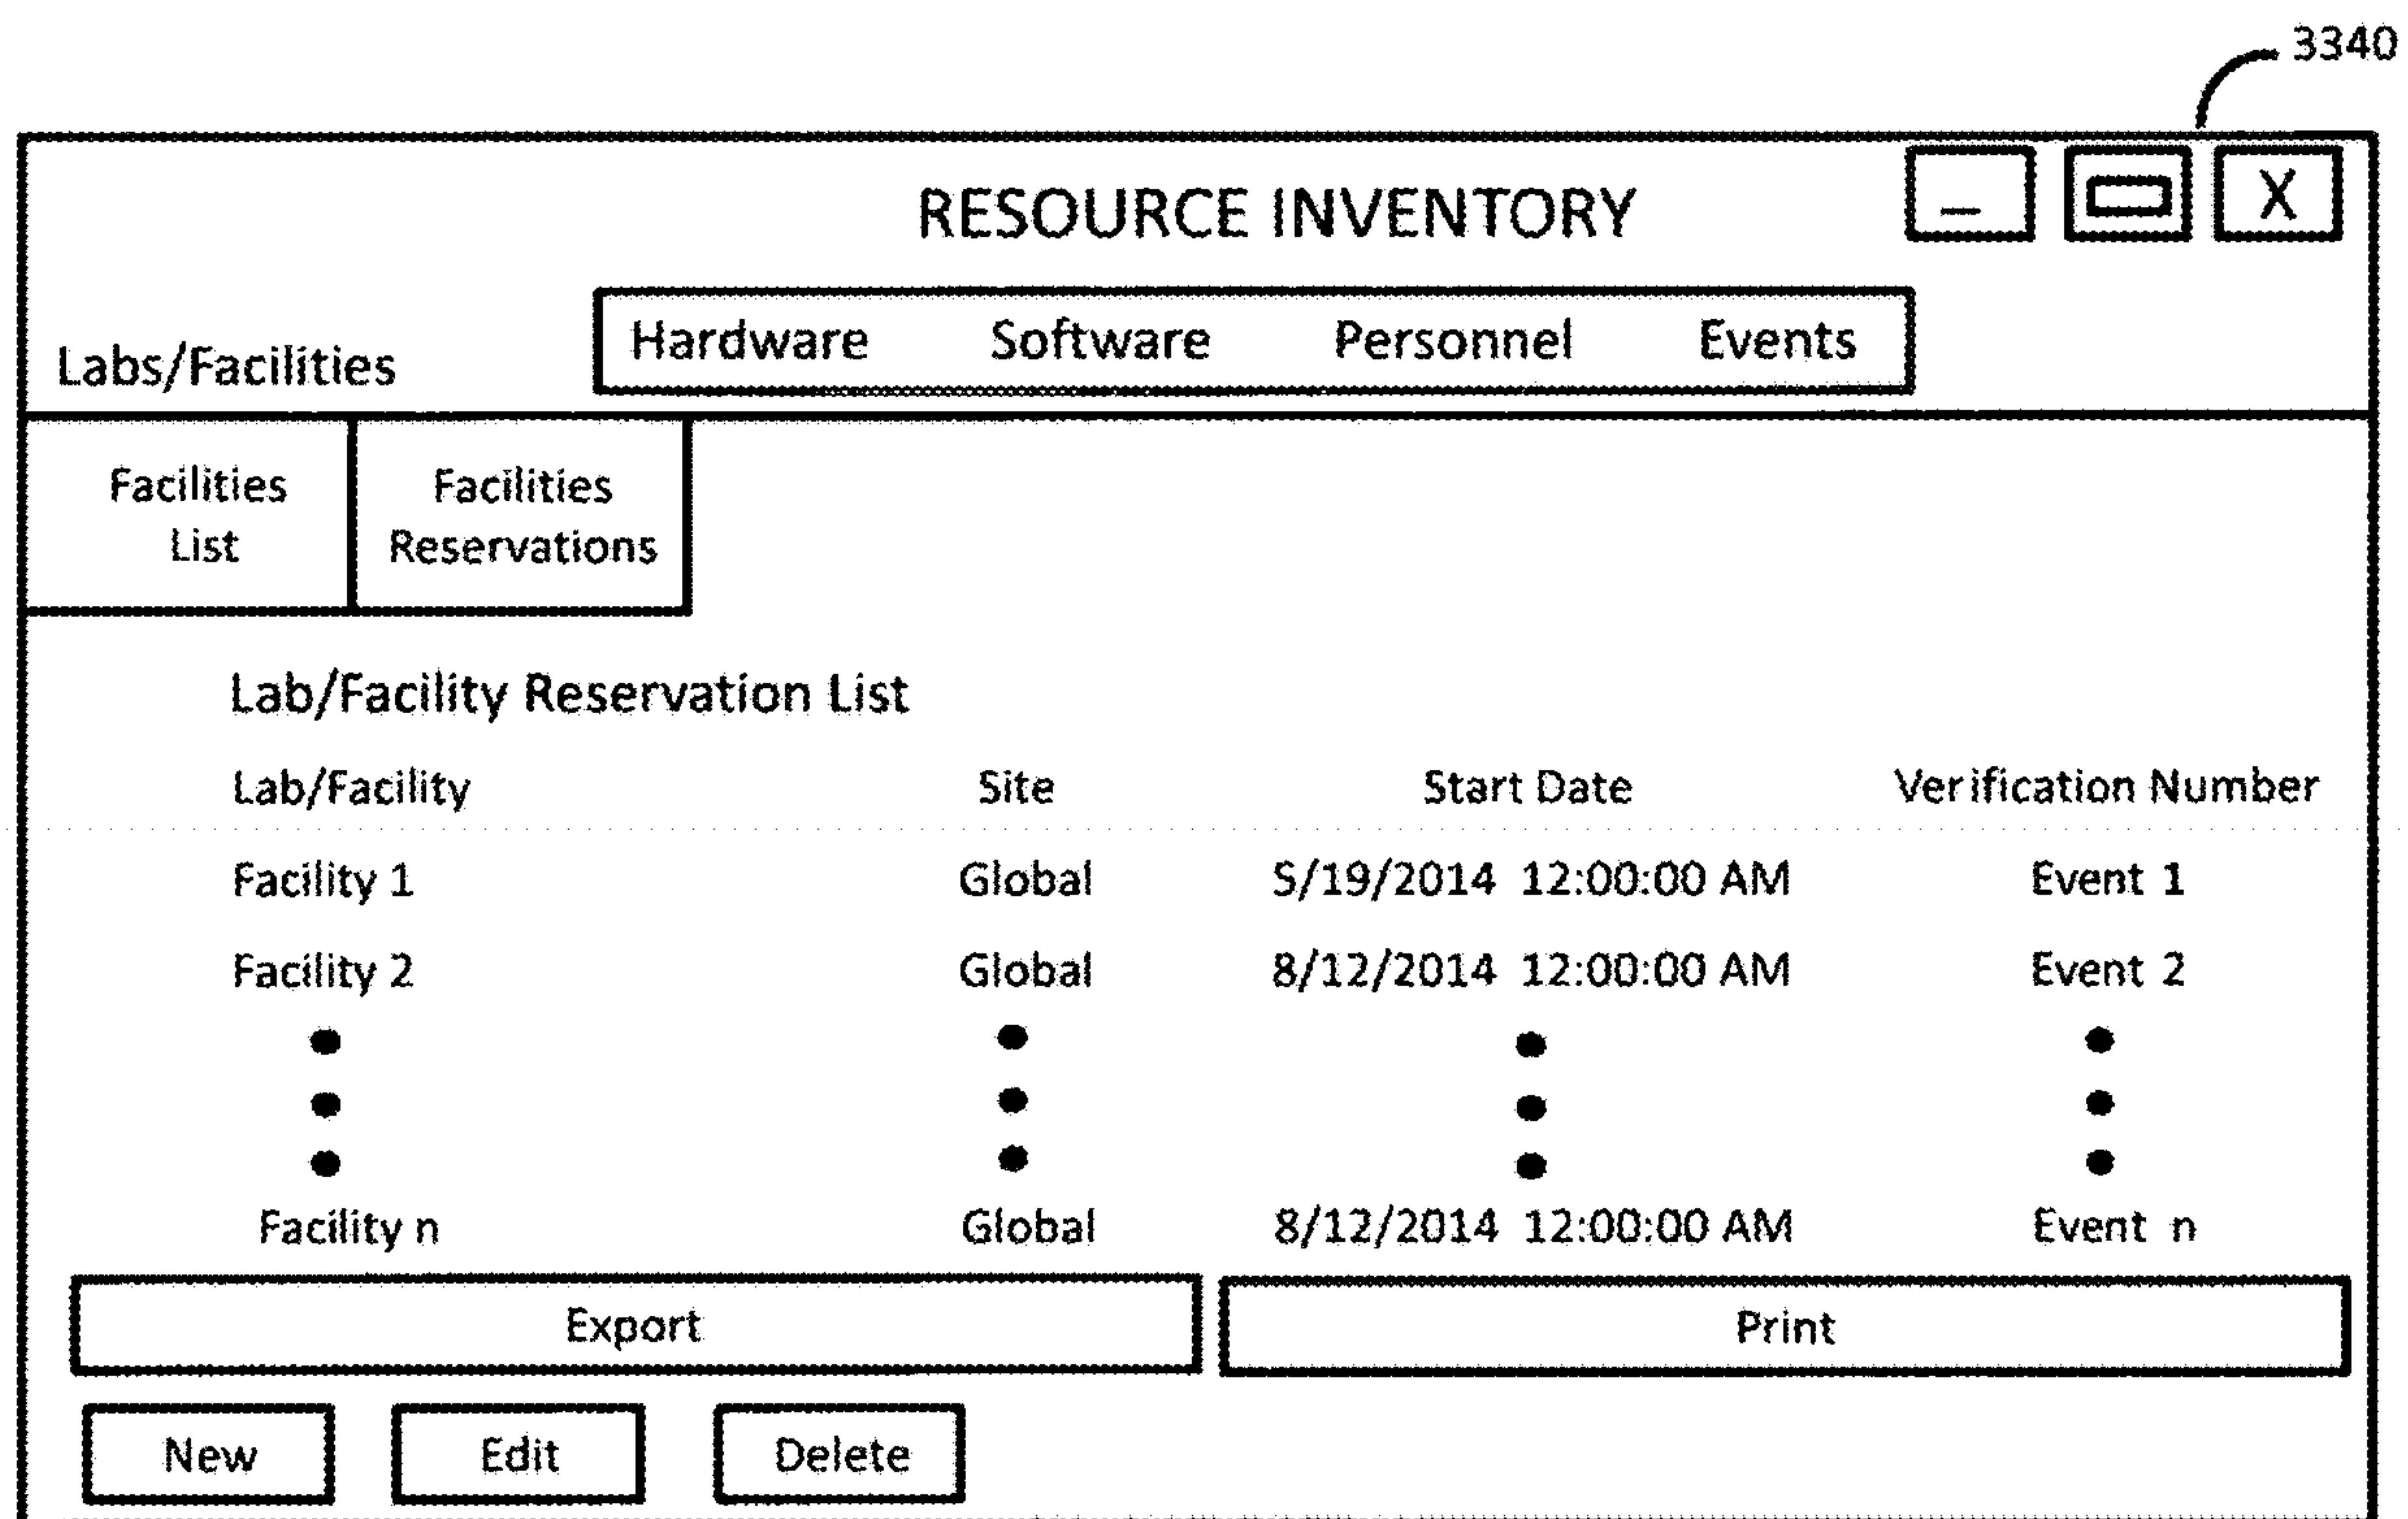 3340
RESOURCE INVENTORY
_ X
Labs/Facilities Hardware Software Personnel Events
Facilities List
Facilities Reservations
Lab/Facility Reservation List
Lab/Facility Site Start Date Verification Number
Facility 1 Global 5/19/2014 12:00:00 AM Event 1
Facility 2 Global 8/12/2014 12:00:00 AM Event 2
Facility n Global 8/12/2014 12:00:00 AM Event n
Export Print
New Edit Delete